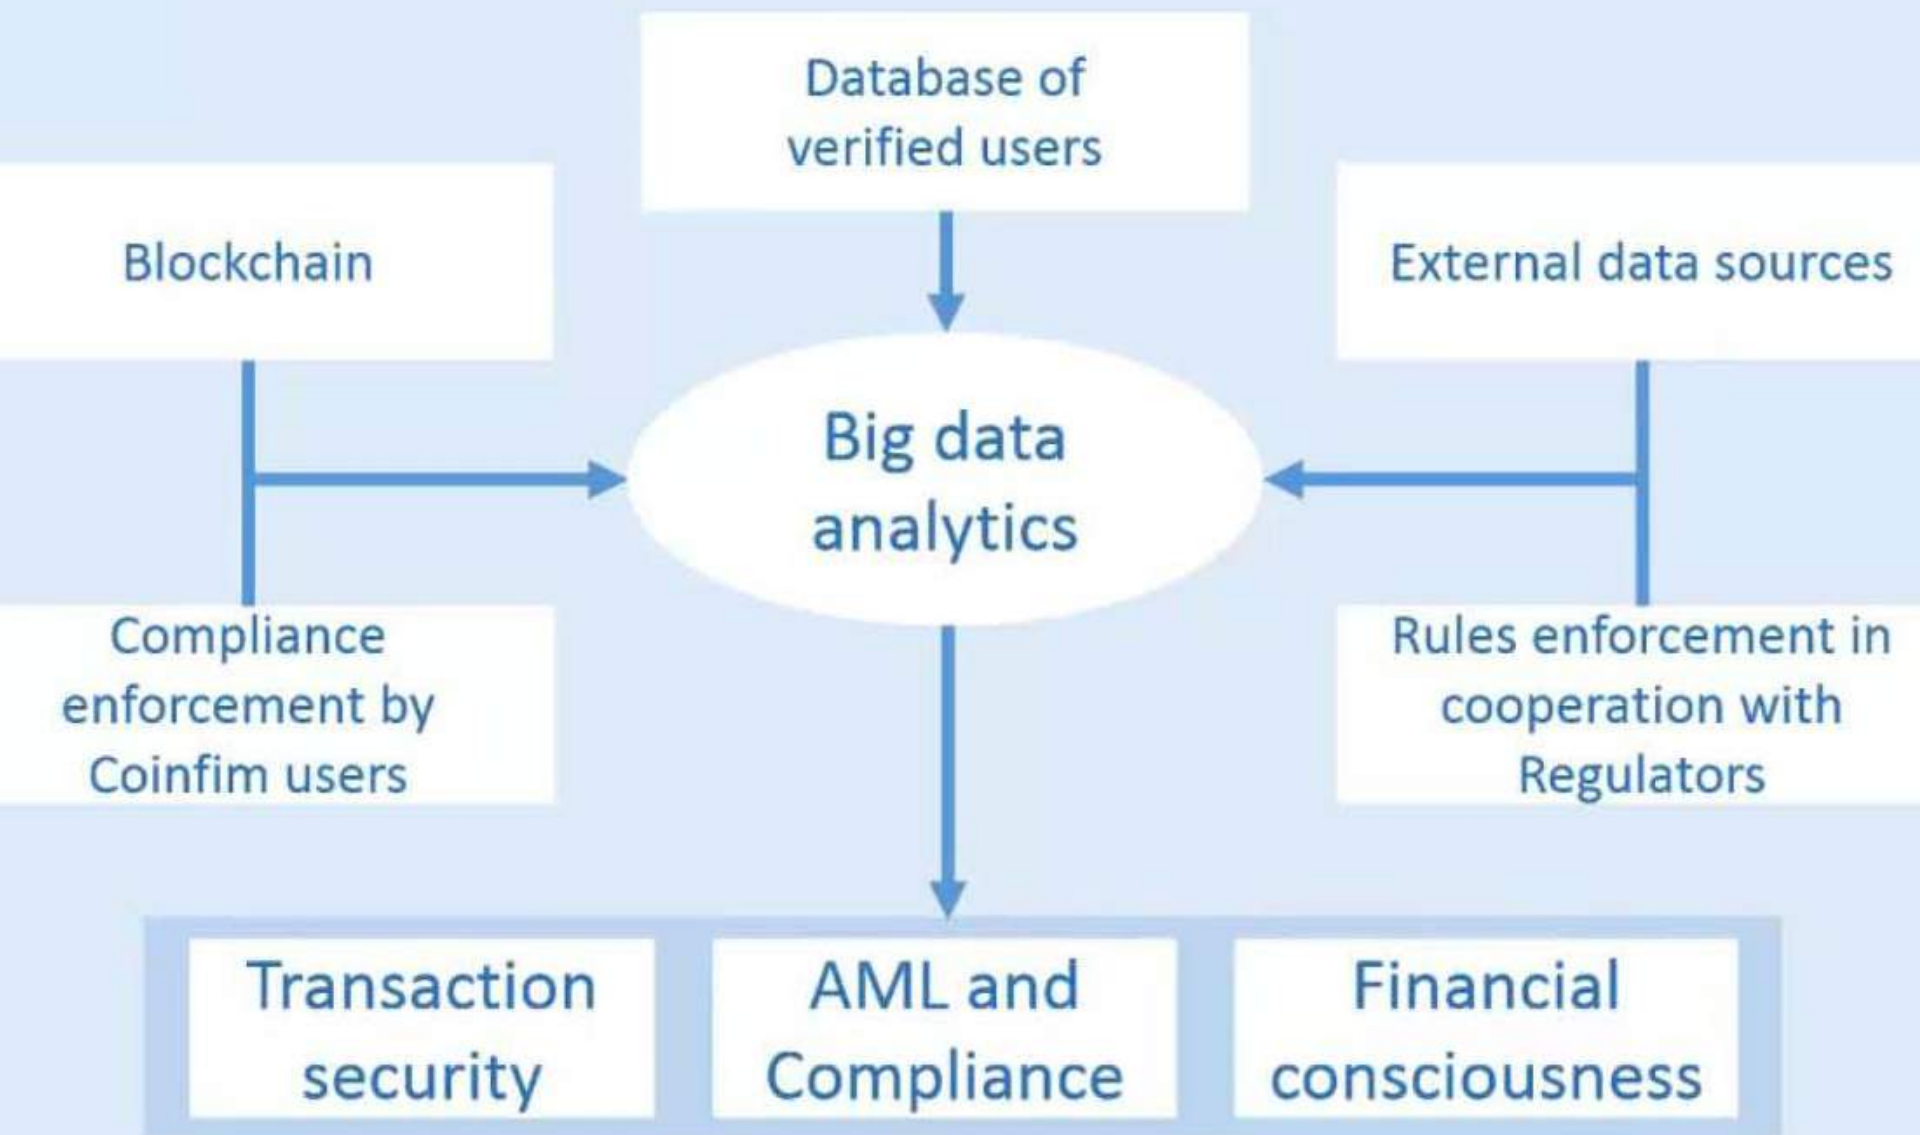 Database of
verified users
Blockchain
External data sources
Big data
analytics
Compliance
enforcement by
Coinfim users
Rules enforcement in
cooperation with
Regulators
Transaction
security
AML and
Compliance
Financial
consciousness